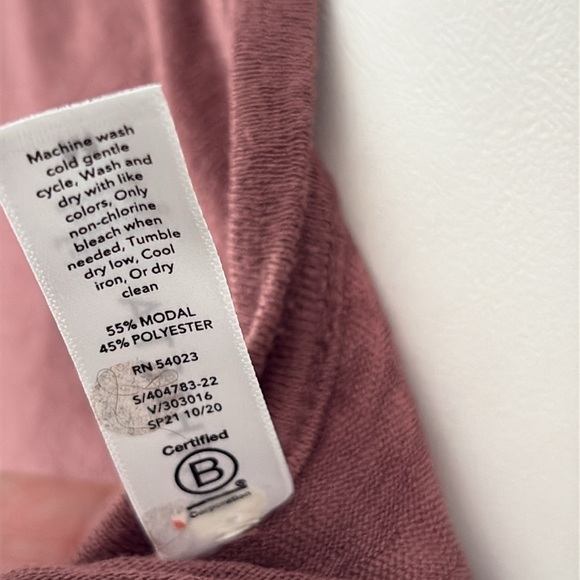 Machine wash
cold gentle
cycle, Wash and
dry with like
colors, Only
non-chlorine
bleach when
needed, Tumble
dry low, Cool
iron, Or dry
clean
55% MODAL
45% POLYESTER
RN 54023
S/404783-22
V/303016
SP21 10/20
Certified
B
Corporation